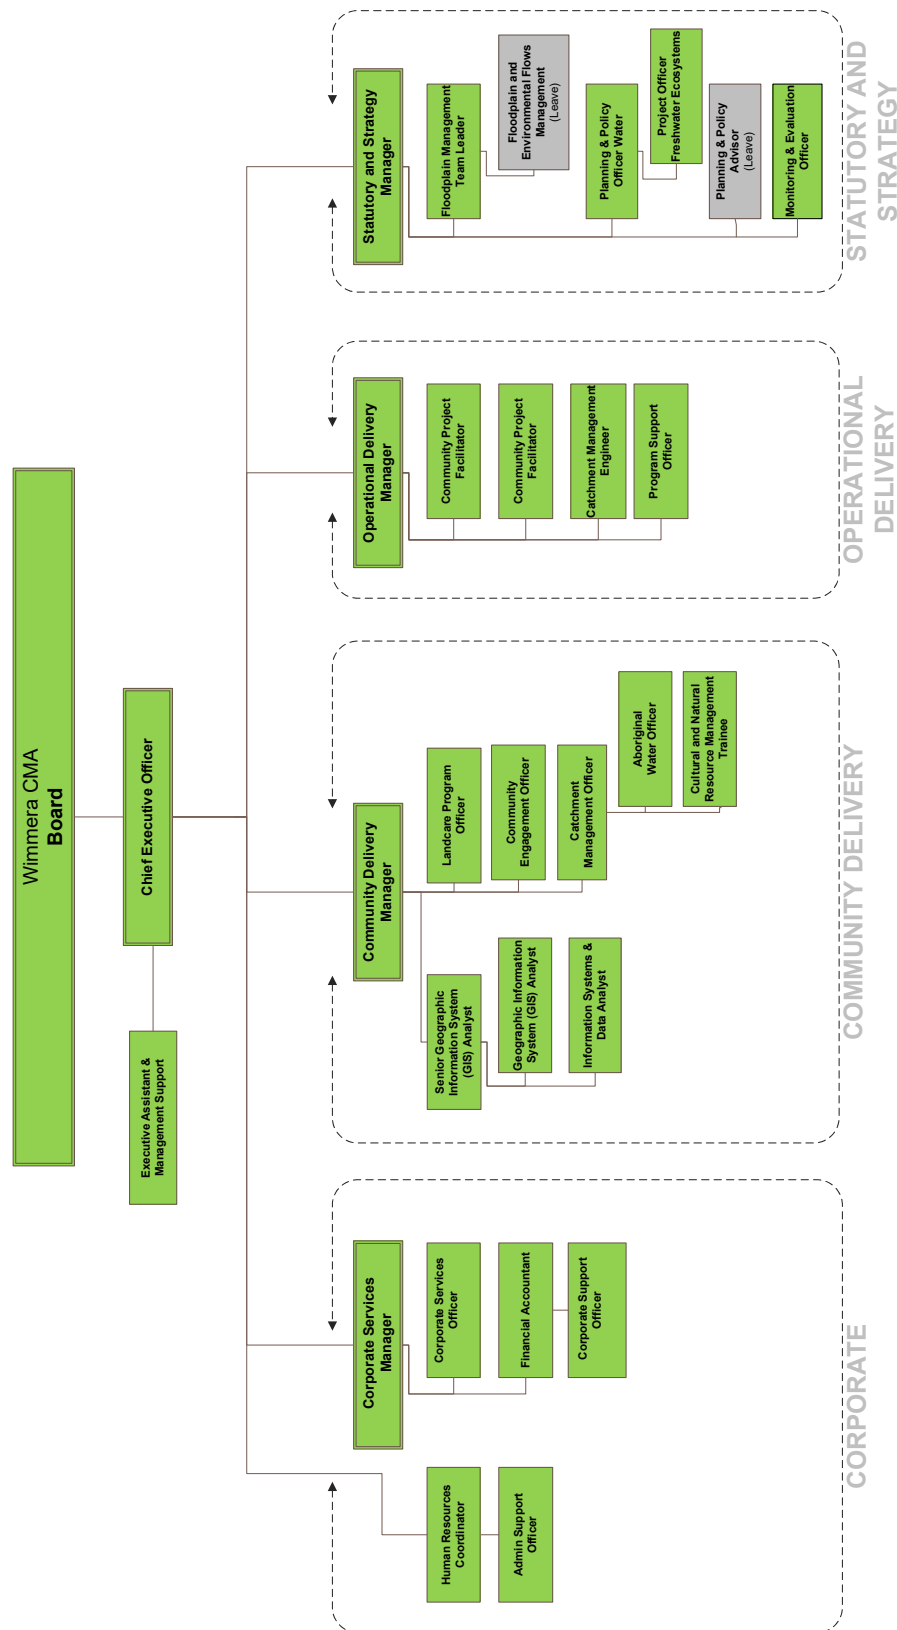 Wimmera CMA
Board
Chief Executive Officer
Executive Assistant &
Management Support
Human Resources
Coordinator
Admin Support
Officer
Corporate Services
Manager
Corporate Services
Officer
Financial Accountant
Corporate Support
Officer
CORPORATE
Community Delivery
Manager
Senior Geographic
Information System
(GIS) Analyst
Geographic Information
System (GIS) Analyst
Information Systems &
Data Analyst
Landcare Program
Officer
Community
Engagement Officer
Catchment
Management Officer
Aboriginal
Water Officer
Cultural and Natural
Resource Management
Trainee
COMMUNITY DELIVERY
Operational Delivery
Manager
Community Project
Facilitator
Community Project
Facilitator
Catchment Management
Engineer
Program Support
Officer
OPERATIONAL
DELIVERY
Statutory and Strategy
Manager
Floodplain Management
Team Leader
Floodplain and
Environmental Flows
Management
(Leave)
Planning & Policy
Officer Water
Project Officer
Freshwater Ecosystems
Planning & Policy
Advisor
(Leave)
Monitoring & Evaluation
Officer
STATUTORY AND
STRATEGY